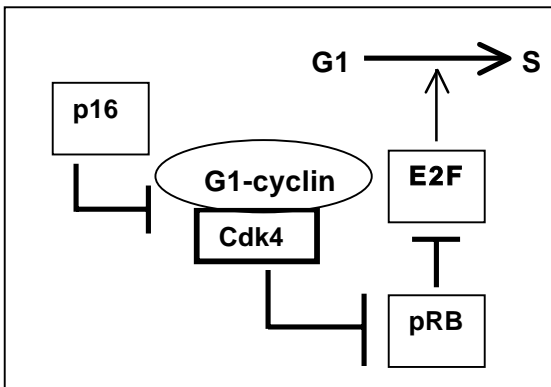 G1 S
p16
G1-cyclin
E2F
Cdk4
pRB